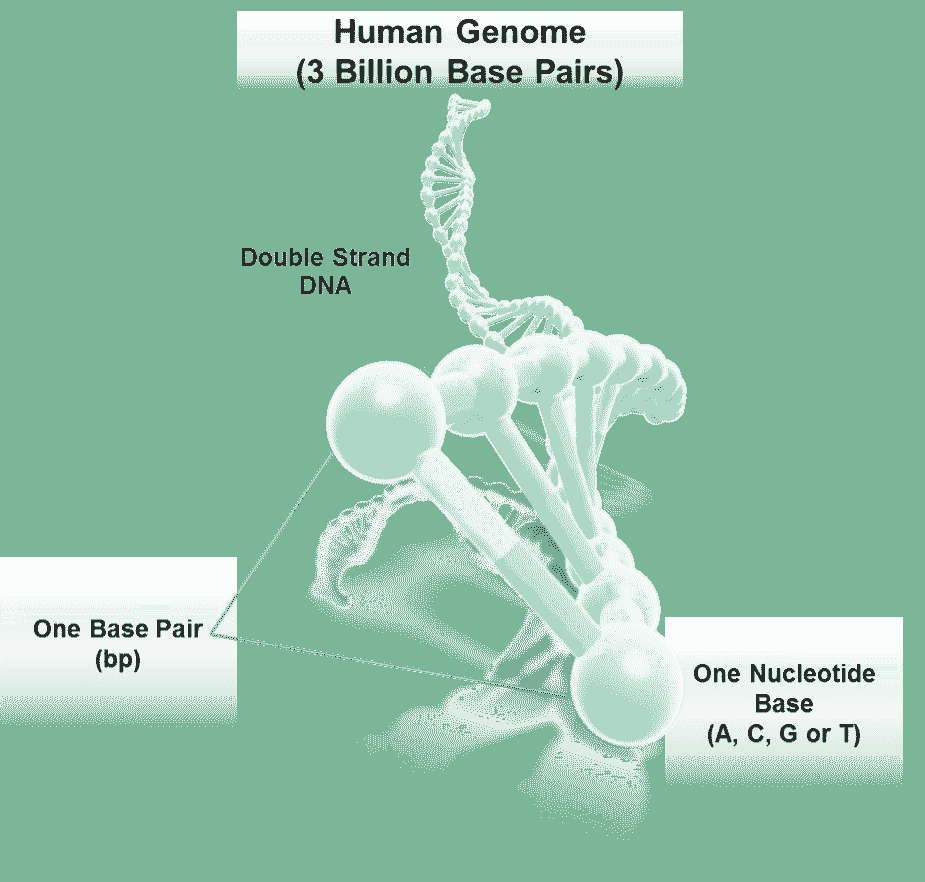 Human Genome
(3 Billion Base Pairs)
Double Strand
DNA
One Base Pair
(bp)
One Nucleotide
Base
(A, C, G or T)